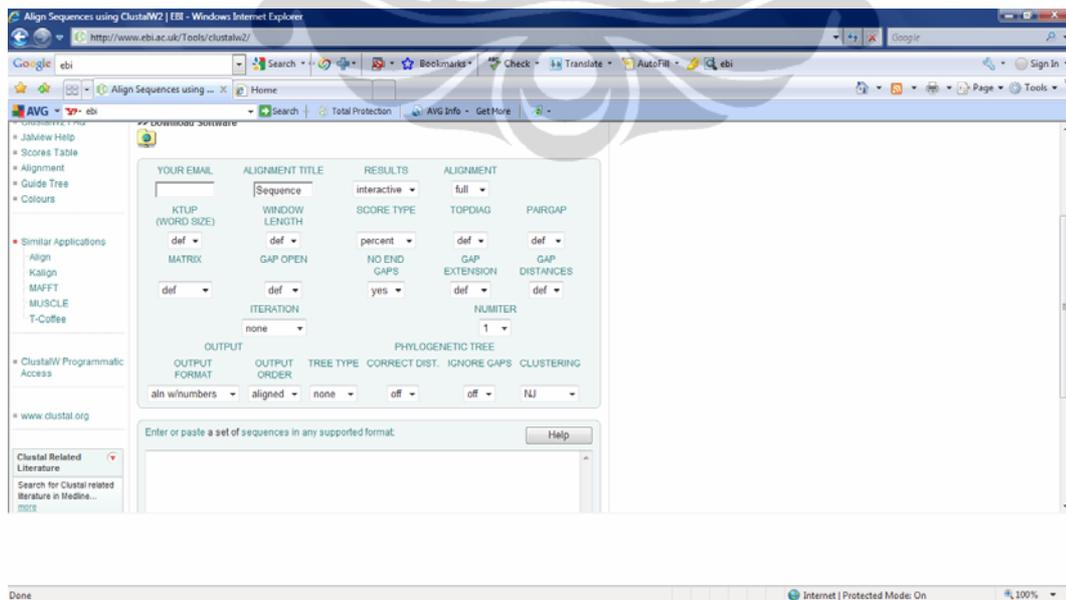 Align Sequences using ClustalW2 | EBI - Windows Internet Explorer
http://www.ebi.ac.uk/Tools/clustalw2/
Google
Google ebi Search Bookmarks Check Translate AutoFill ebi Sign In
Align Sequences using ... X Home Page Tools
AVG ebi Search Total Protection AVG Info Get More
Download Software
Jalview Help
Scores Table
Alignment
Guide Tree
Colours
Similar Applications
Align
Kalign
MAFFT
MUSCLE
T-Coffee
ClustalW Programmatic
Access
www.clustal.org
Clustal Related
Literature
Search for Clustal related
literature in Medline...
more
YOUR EMAIL ALIGNMENT TITLE RESULTS ALIGNMENT
Sequence interactive full
KTUP (WORD SIZE) WINDOW LENGTH SCORE TYPE TOPDIAG PAIRGAP
def def percent def def
MATRIX GAP OPEN NO END GAPS GAP EXTENSION GAP DISTANCES
def def yes def def
ITERATION NUMITER
none 1
OUTPUT PHYLOGENETIC TREE
OUTPUT FORMAT OUTPUT ORDER TREE TYPE CORRECT DIST. IGNORE GAPS CLUSTERING
aln w/numbers aligned none off off NJ
Enter or paste a set of sequences in any supported format:
Help
Done Internet | Protected Mode: On 100%